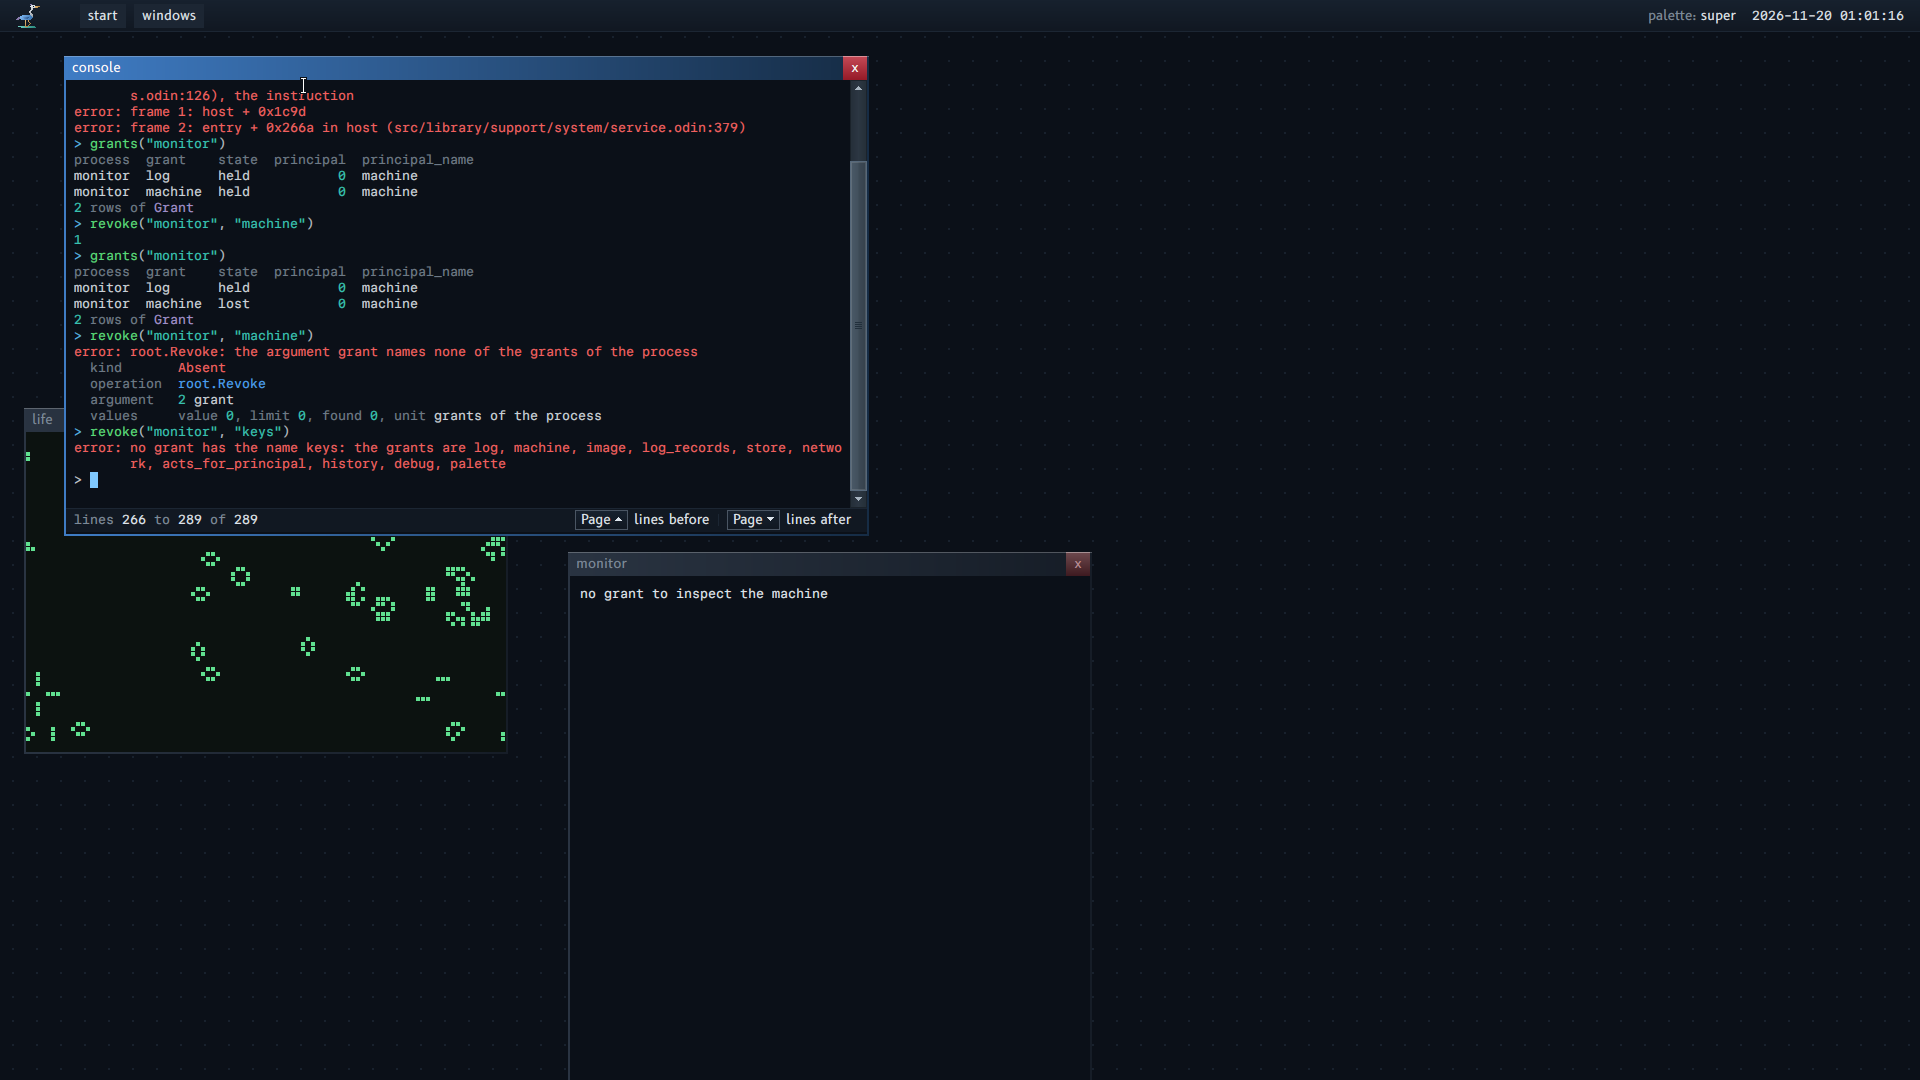 start windows palette: super 2026-11-20 01:01:16
console x
s.odin:126), the instruction
error: frame 1: host + 0x1c9d
error: frame 2: entry + 0x266a in host (src/library/support/system/service.odin:379)
> grants("monitor")
process grant state principal principal_name
monitor log held 0 machine
monitor machine held 0 machine
2 rows of Grant
> revoke("monitor", "machine")
1
> grants("monitor")
process grant state principal principal_name
monitor log held 0 machine
monitor machine lost 0 machine
2 rows of Grant
> revoke("monitor", "machine")
error: root.Revoke: the argument grant names none of the grants of the process
kind Absent
operation root.Revoke
argument 2 grant
values value 0, limit 0, found 0, unit grants of the process
> revoke("monitor", "keys")
error: no grant has the name keys: the grants are log, machine, image, log_records, store, netwo
rk, acts_for_principal, history, debug, palette
>
lines 266 to 289 of 289 Page lines before Page lines after
life
monitor x
no grant to inspect the machine